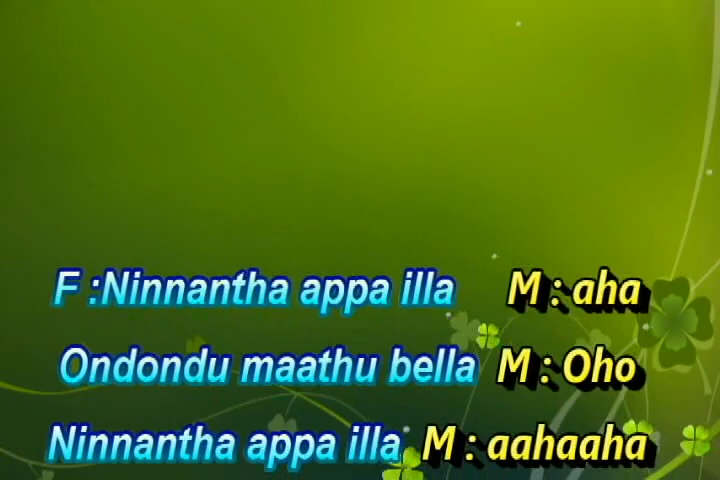 F :Ninnantha appa illa M : aha
Ondondu maathu bella M : Oho
Ninnantha appa illa M : aahaaha